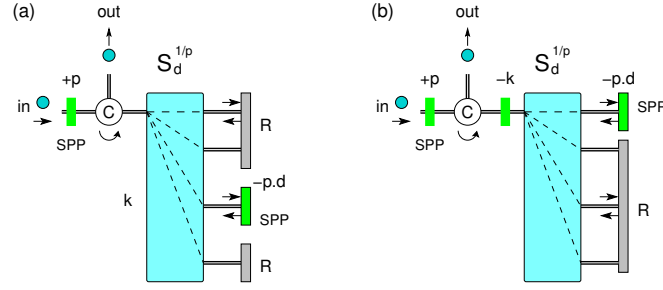 (a)
out
+p
S_d^{1/p}
in
C
R
SPP
k
−p.d
SPP
R
(b)
out
+p
−k
S_d^{1/p}
−p.d
in
C
SPP
SPP
R